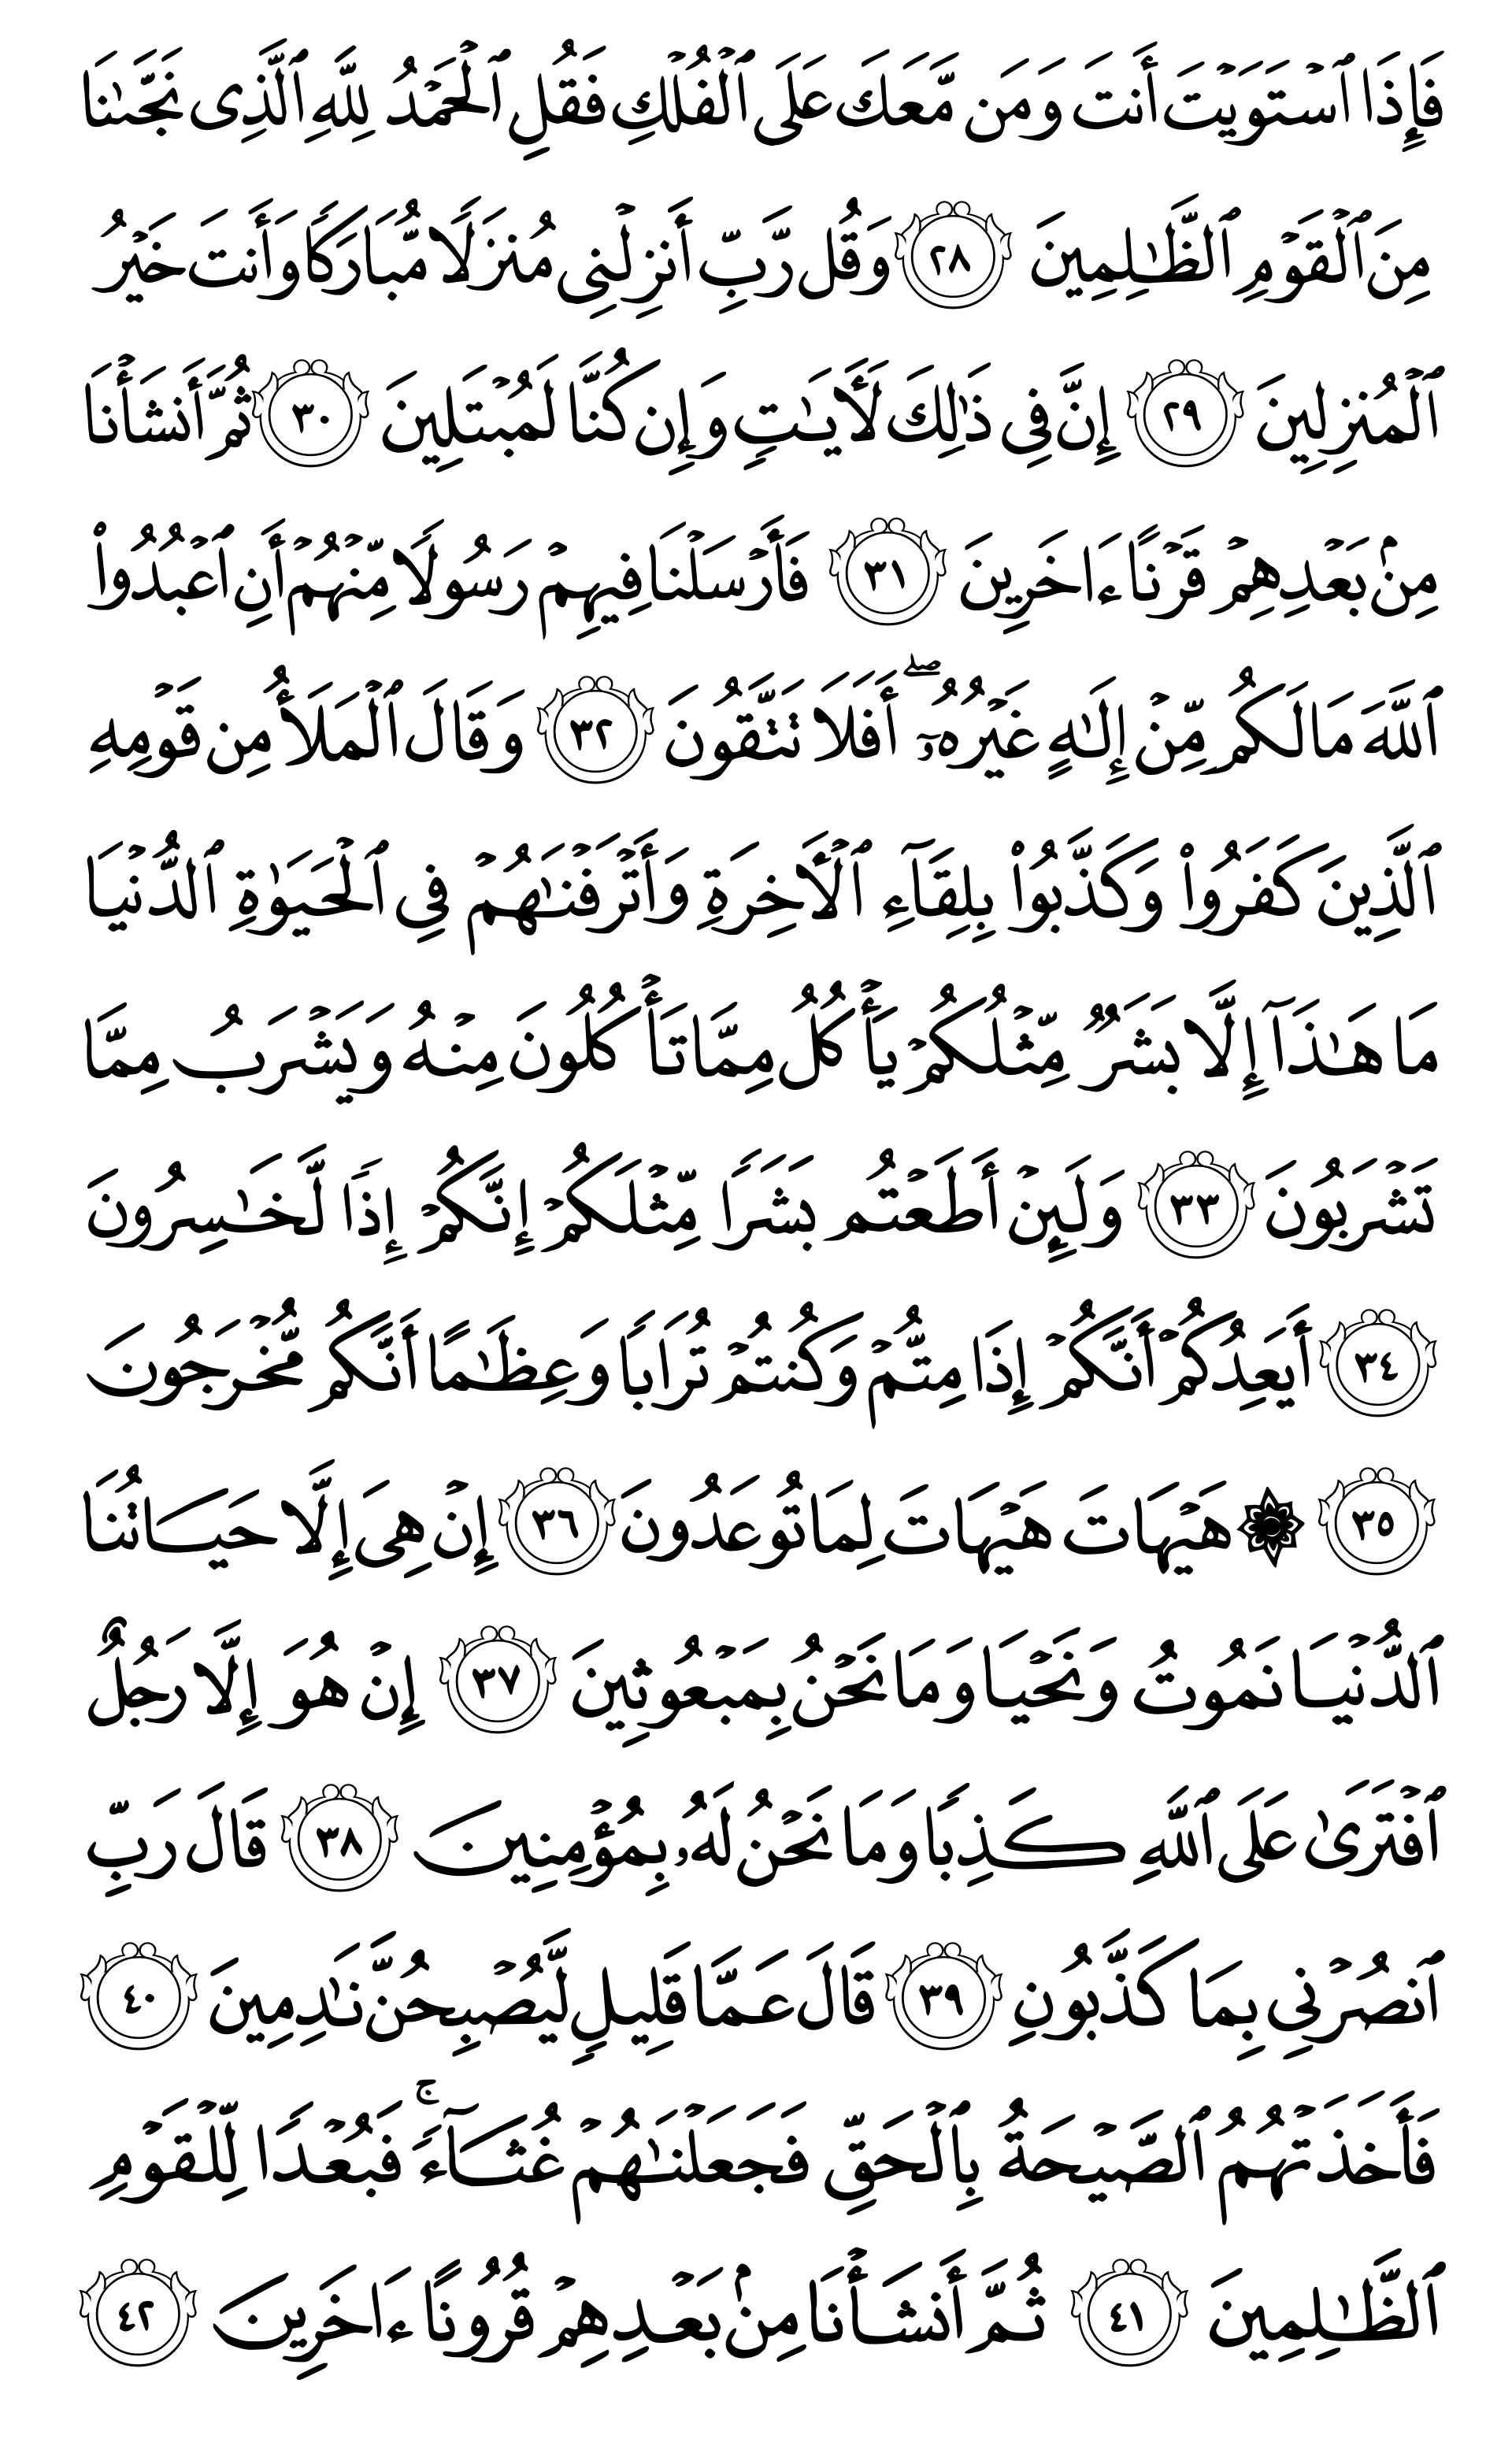 فَإِذَا ٱسۡتَوَيۡتَ أَنتَ وَمَن مَّعَكَ عَلَى ٱلۡفُلۡكِ فَقُلِ ٱلۡحَمۡدُ لِلَّهِ ٱلَّذِى نَجَّىٰنَا
مِنَ ٱلۡقَوۡمِ ٱلظَّٰلِمِينَ ٢٨ وَقُل رَّبِّ أَنزِلۡنِى مُنزَلًا مُّبَارَكًا وَأَنتَ خَيۡرُ
ٱلۡمُنزِلِينَ ٢٩ إِنَّ فِى ذَٰلِكَ لَأٓيَـٰتٍ وَإِن كُنَّا لَمُبۡتَلِينَ ٣٠ ثُمَّ أَنشَأۡنَا
مِنۢ بَعۡدِهِمۡ قَرۡنًا ءَاخَرِينَ ٣١ فَأَرۡسَلۡنَا فِيهِمۡ رَسُولًا مِّنۡهُمۡ أَنِ ٱعۡبُدُوا۟
ٱللَّهَ مَا لَكُم مِّنۡ إِلَـٰهٍ غَيۡرُهُۥٓۖ أَفَلَا تَتَّقُونَ ٣٢ وَقَالَ ٱلۡمَلَأُ مِن قَوۡمِهِ
ٱلَّذِينَ كَفَرُوا۟ وَكَذَّبُوا۟ بِلِقَآءِ ٱلۡأَخِرَةِ وَأَتۡرَفۡنَـٰهُمۡ فِى ٱلۡحَيَوٰةِ ٱلدُّنۡيَا
مَا هَـٰذَآ إِلَّا بَشَرٌ مِّثۡلُكُمۡ يَأۡكُلُ مِمَّا تَأۡكُلُونَ مِنۡهُ وَيَشۡرَبُ مِمَّا
تَشۡرَبُونَ ٣٣ وَلَئِنۡ أَطَعۡتُم بَشَرًا مِّثۡلَكُمۡ إِنَّكُمۡ إِذًا لَّخَـٰسِرُونَ
٣٤ أَيَعِدُكُمۡ أَنَّكُمۡ إِذَا مِتُّمۡ وَكُنتُمۡ تُرَابًا وَعِظَـٰمًا أَنَّكُم مُّخۡرَجُونَ
٣٥ ۞ هَيۡهَاتَ هَيۡهَاتَ لِمَا تُوعَدُونَ ٣٦ إِنۡ هِىَ إِلَّا حَيَاتُنَا
ٱلدُّنۡيَا نَمُوتُ وَنَحۡيَا وَمَا نَحۡنُ بِمَبۡعُوثِينَ ٣٧ إِنۡ هُوَ إِلَّا رَجُلٌ
ٱفۡتَرَىٰ عَلَى ٱللَّهِ كَذِبًا وَمَا نَحۡنُ لَهُۥ بِمُؤۡمِنِينَ ٣٨ قَالَ رَبِّ
ٱنصُرۡنِى بِمَا كَذَّبُونِ ٣٩ قَالَ عَمَّا قَلِيلٍ لَّيُصۡبِحُنَّ نَـٰدِمِينَ ٤٠
فَأَخَذَتۡهُمُ ٱلصَّيۡحَةُ بِٱلۡحَقِّ فَجَعَلۡنَـٰهُمۡ غُثَآءًۚ فَبُعۡدًا لِّلۡقَوۡمِ
ٱلظَّـٰلِمِينَ ٤١ ثُمَّ أَنشَأۡنَا مِنۢ بَعۡدِهِمۡ قُرُونًا ءَاخَرِينَ ٤٢